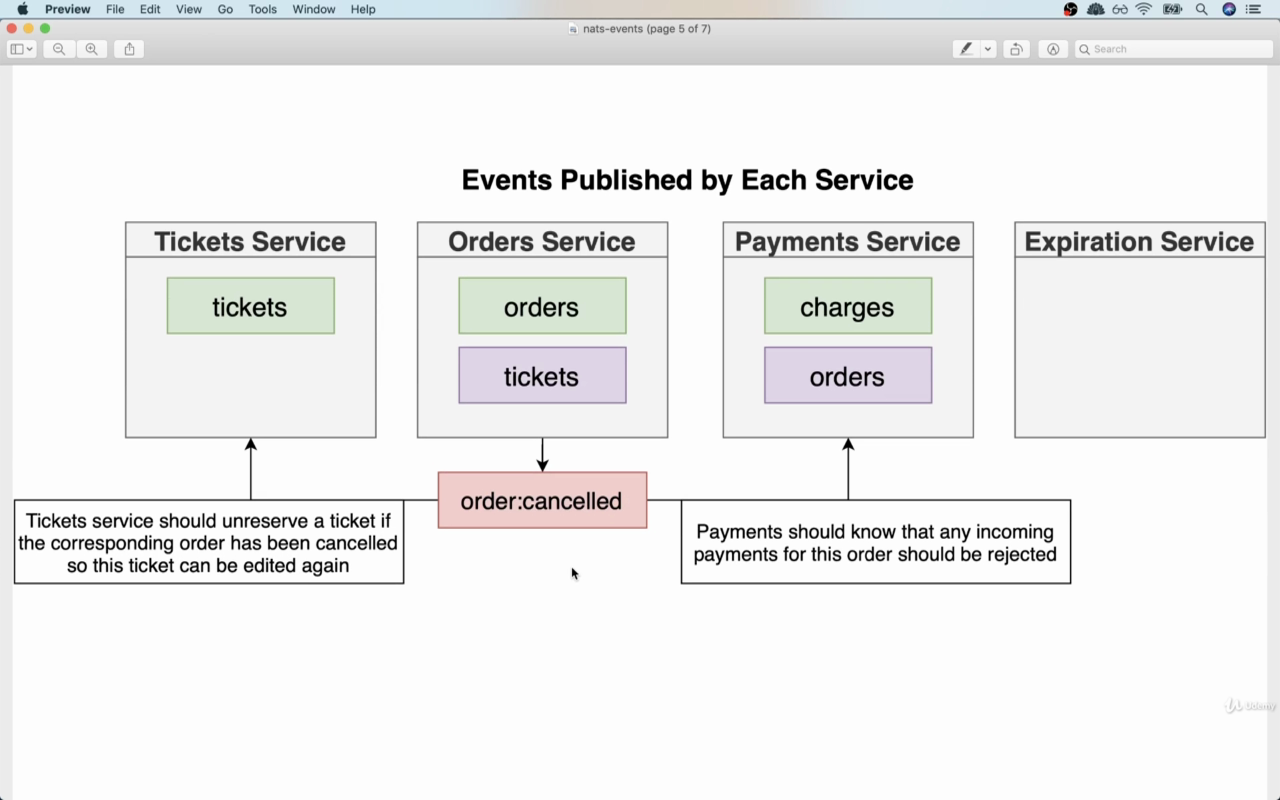 Preview File Edit View Go Tools Window Help
nats-events (page 5 of 7)
Search
Events Published by Each Service
Tickets Service
tickets
Orders Service
orders
tickets
Payments Service
charges
orders
Expiration Service
order:cancelled
Tickets service should unreserve a ticket if
the corresponding order has been cancelled
so this ticket can be edited again
Payments should know that any incoming
payments for this order should be rejected
Udemy